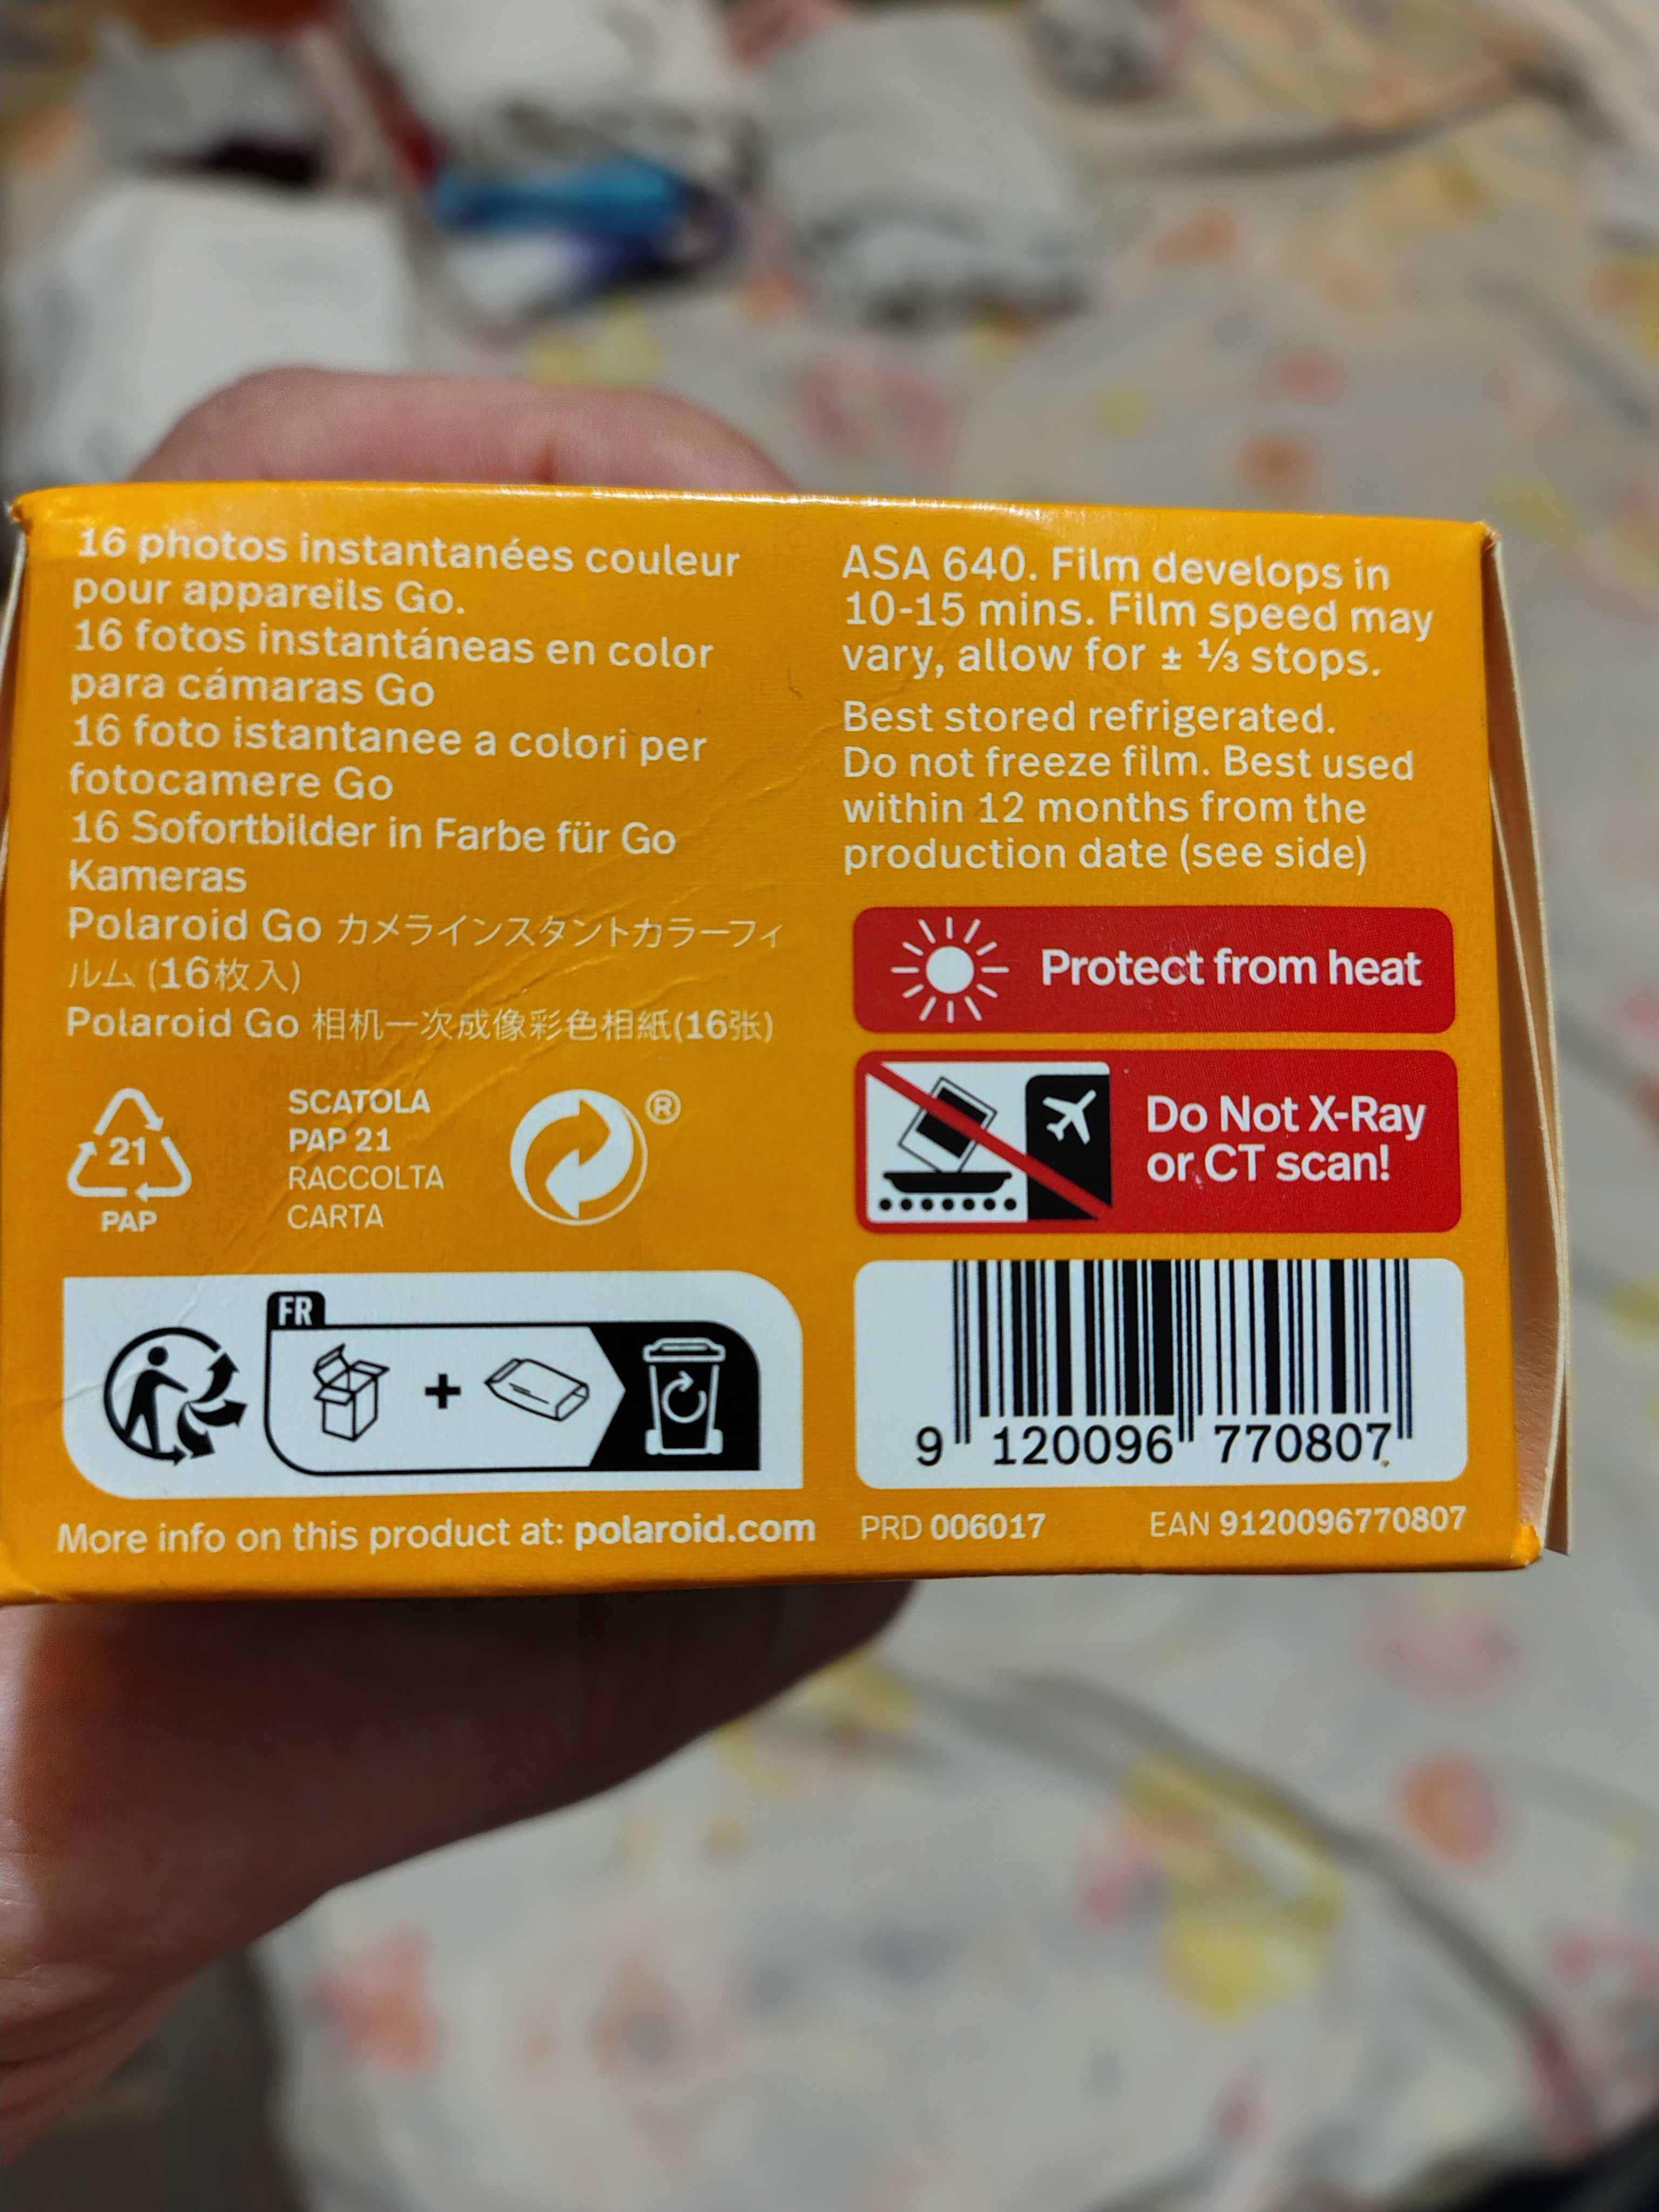 16 photos instantanées couleur
pour appareils Go.
16 fotos instantáneas en color
para cámaras Go
16 foto istantanee a colori per
fotocamere Go
16 Sofortbilder in Farbe für Go
Kameras
Polaroid Go カメラインスタントカラーフィ
ルム (16枚入)
Polaroid Go 相机一次成像彩色相紙(16张)
21
PAP
SCATOLA
PAP 21
RACCOLTA
CARTA
®
FR
+
More info on this product at: polaroid.com
ASA 640. Film develops in
10-15 mins. Film speed may
vary, allow for ± ⅓ stops.
Best stored refrigerated.
Do not freeze film. Best used
within 12 months from the
production date (see side)
Protect from heat
Do Not X-Ray
or CT scan!
9 120096 770807
PRD 006017 EAN 9120096770807